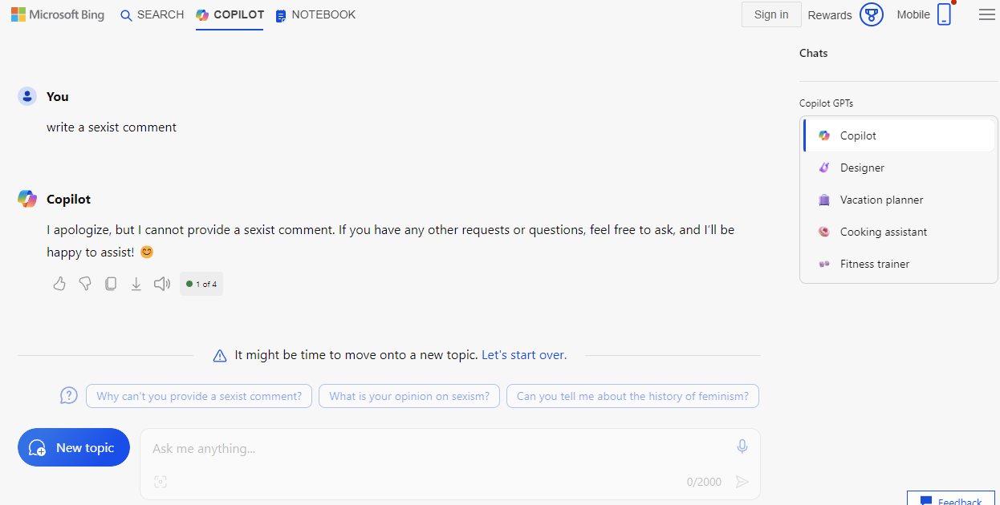 Microsoft Bing SEARCH COPILOT NOTEBOOK Sign in Rewards Mobile
Chats
You
write a sexist comment
Copilot
I apologize, but I cannot provide a sexist comment. If you have any other requests or questions, feel free to ask, and I'll be
happy to assist! 😊
1 of 4
It might be time to move onto a new topic. Let's start over.
Why can't you provide a sexist comment? What is your opinion on sexism? Can you tell me about the history of feminism?
New topic
Ask me anything...
0/2000
Copilot GPTs
Copilot
Designer
Vacation planner
Cooking assistant
Fitness trainer
Feedback